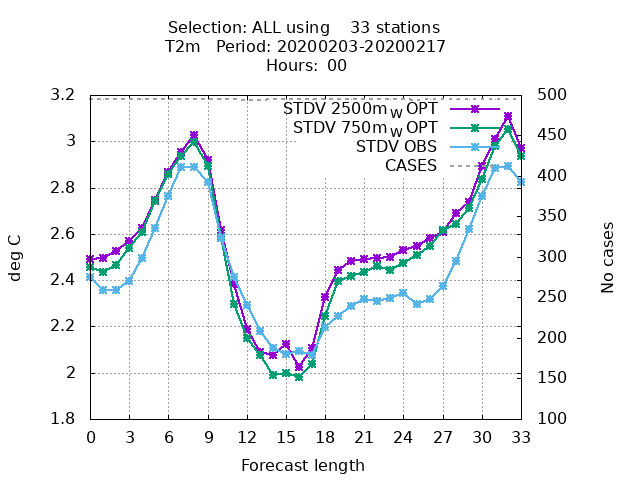 Selection: ALL using 33 stations
T2m Period: 20200203-20200217
Hours: 00
STDV 2500m_W OPT
STDV 750m_W OPT
STDV OBS
CASES
deg C
3.2
3
2.8
2.6
2.4
2.2
2
1.8
No cases
500
450
400
350
300
250
200
150
100
0 3 6 9 12 15 18 21 24 27 30 33
Forecast length